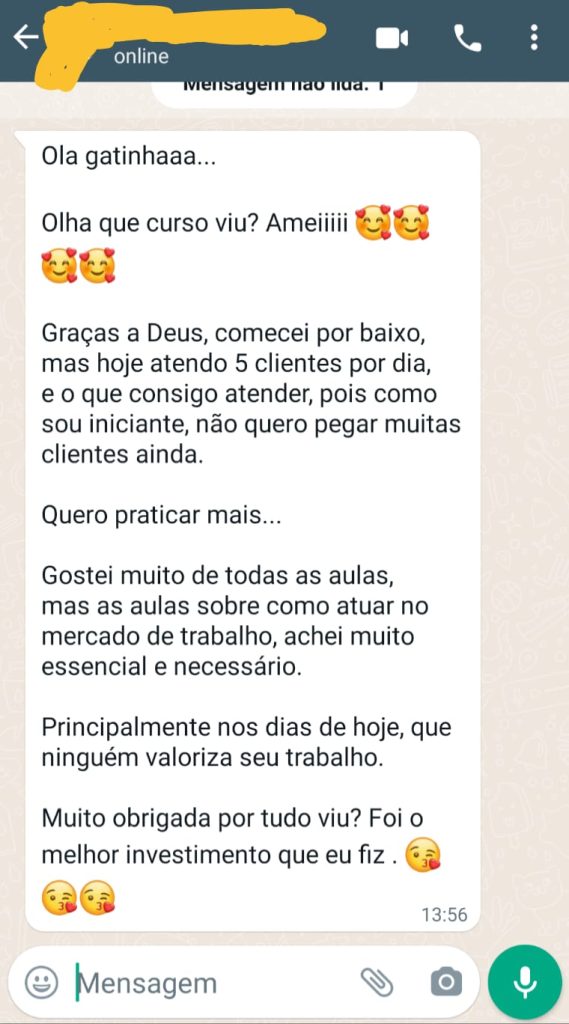 online
Mensagem não lida: 1
Ola gatinhaaa...
Olha que curso viu? Ameiiiii 🥰🥰
🥰🥰
Graças a Deus, comecei por baixo,
mas hoje atendo 5 clientes por dia,
e o que consigo atender, pois como
sou iniciante, não quero pegar muitas
clientes ainda.
Quero praticar mais...
Gostei muito de todas as aulas,
mas as aulas sobre como atuar no
mercado de trabalho, achei muito
essencial e necessário.
Principalmente nos dias de hoje, que
ninguém valoriza seu trabalho.
Muito obrigada por tudo viu? Foi o
melhor investimento que eu fiz . 😘
😘😘
13:56
Mensagem